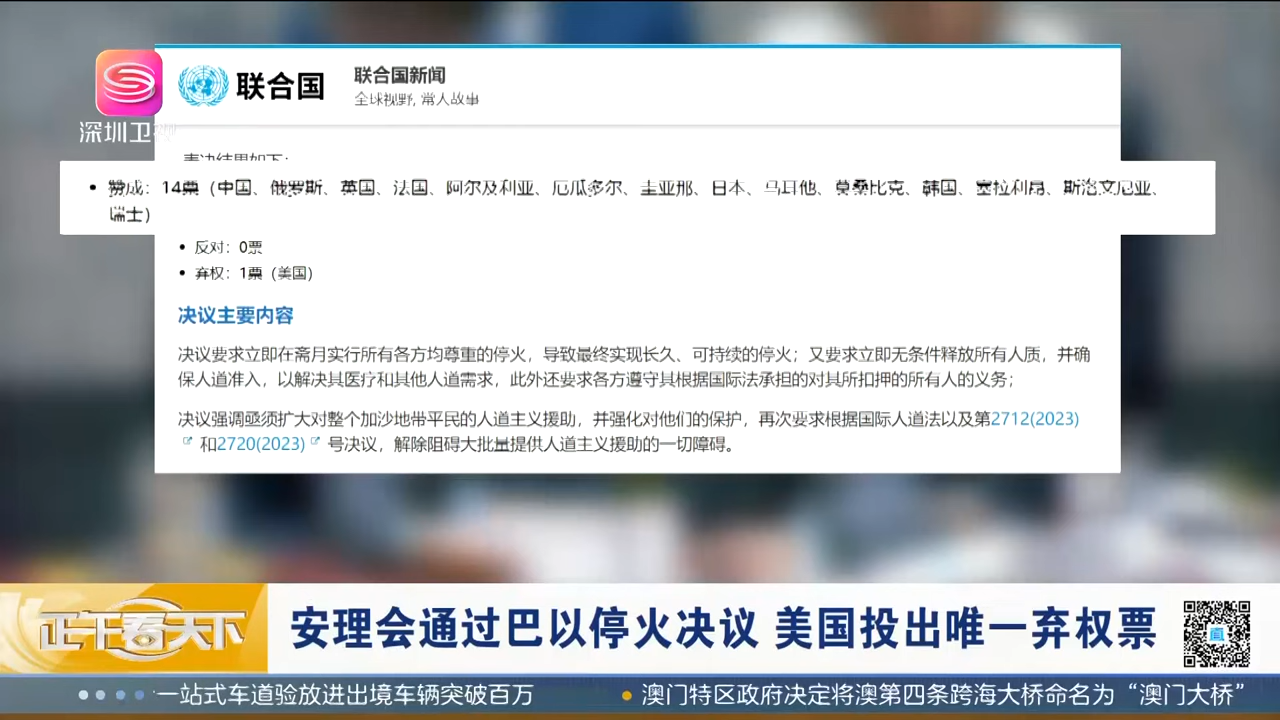 深圳卫视
联合国
联合国新闻
全球视野, 常人故事
表决结果如下：
• 赞成：14票（中国、俄罗斯、英国、法国、阿尔及利亚、厄瓜多尔、圭亚那、日本、马耳他、莫桑比克、韩国、塞拉利昂、斯洛文尼亚、
瑞士）
• 反对：0票
• 弃权：1票（美国）
决议主要内容
决议要求立即在斋月实行所有各方均尊重的停火，导致最终实现长久、可持续的停火；又要求立即无条件释放所有人质，并确
保人道准入，以解决其医疗和其他人道需求，此外还要求各方遵守其根据国际法承担的对其所扣押的所有人的义务；
决议强调亟须扩大对整个加沙地带平民的人道主义援助，并强化对他们的保护，再次要求根据国际人道法以及第2712(2023)
和2720(2023) 号决议，解除阻碍大批量提供人道主义援助的一切障碍。
正午看天下
安理会通过巴以停火决议 美国投出唯一弃权票
一站式车道验放进出境车辆突破百万
澳门特区政府决定将澳第四条跨海大桥命名为“澳门大桥”